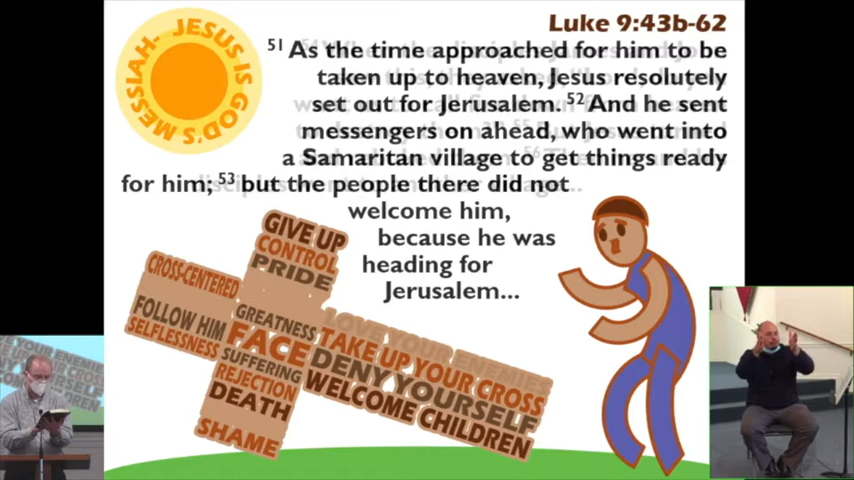 Luke 9:43b-62
JESUS IS GOD'S MESSIAH-
51 As the time approached for him to be
taken up to heaven, Jesus resolutely
set out for Jerusalem. 52 And he sent
messengers on ahead, who went into
a Samaritan village to get things ready
for him; 53 but the people there did not
welcome him,
because he was
heading for
Jerusalem...
GIVE UP
CONTROL
PRIDE
CROSS-CENTERED
FOLLOW HIM
SELFLESSNESS
GREATNESS
FACE
SUFFERING
REJECTION
DEATH
SHAME
LOVE YOUR ENEMIES
TAKE UP YOUR CROSS
DENY YOURSELF
WELCOME CHILDREN